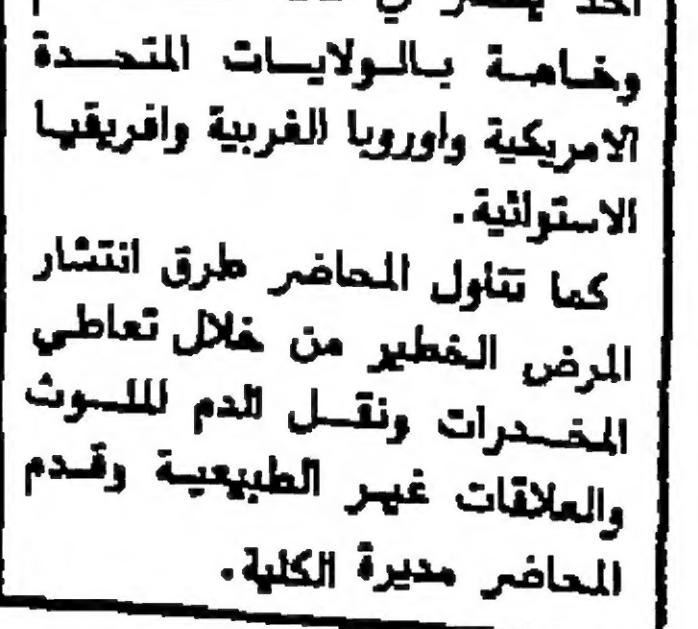 وخاصة بالولايات المتحدة
الامريكية واوروبا الغربية وافريقيا
الاستوائية.
كما تناول المحاضر طرق انتشار
المرض الخطير من خلال تعاطي
المخدرات ونقل الدم الملوث
والعلاقات غير الطبيعية وقدم
المحاضر مديرة الكلية.